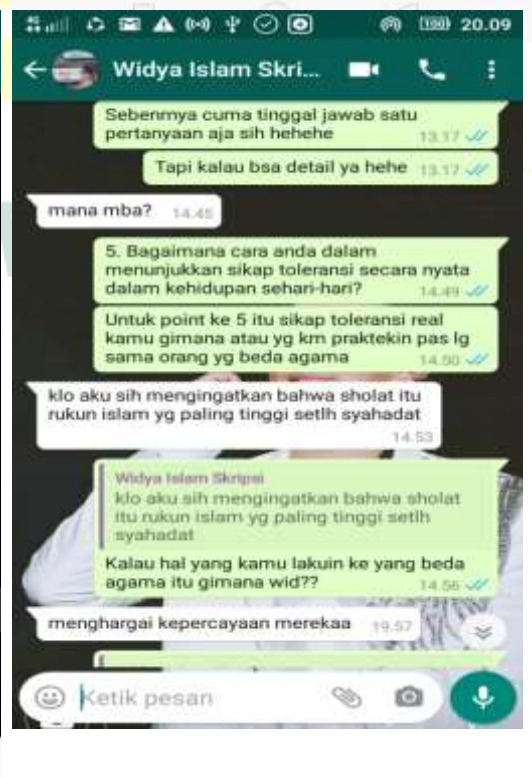 100 20.09
Widya Islam Skri...
Sebenrnya cuma tinggal jawab satu
pertanyaan aja sih hehehe
13.17
Tapi kalau bsa detail ya hehe 13.17
mana mba? 14.45
5. Bagaimana cara anda dalam
menunjukkan sikap toleransi secara nyata
dalam kehidupan sehari-hari?
14.49
Untuk point ke 5 itu sikap toleransi real
kamu gimana atau yg km praktekin pas lg
sama orang yg beda agama
14.50
klo aku sih mengingatkan bahwa sholat itu
rukun islam yg paling tinggi setlh syahadat
14.53
Widya Islam Skripsi
klo aku sih mengingatkan bahwa sholat
itu rukun islam yg paling tinggi setlh
syahadat
Kalau hal yang kamu lakuin ke yang beda
agama itu gimana wid??
14.56
menghargai kepercayaan merekaa 19.57
Ketik pesan